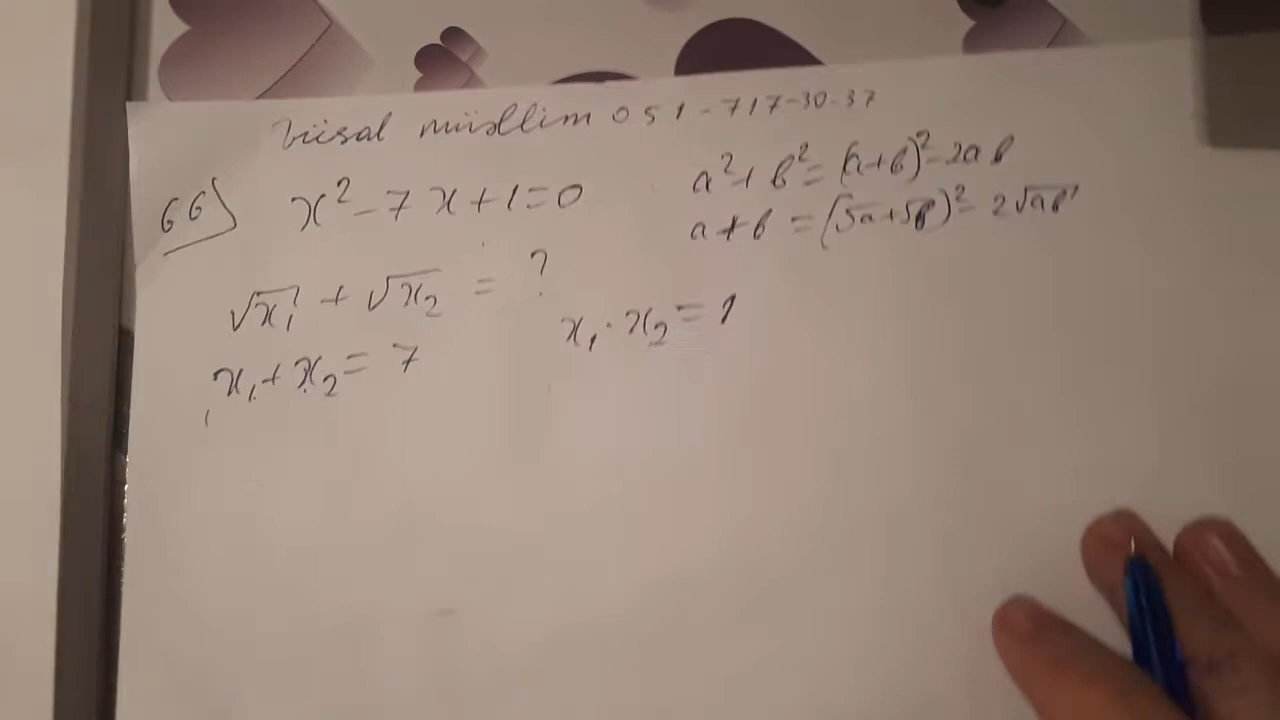 Vüsal müəllim 051-717-30-37
66) x² - 7x + 1 = 0
a² + b² = (a+b)² - 2ab
a + b = (√a + √b)² - 2√ab
√x₁ + √x₂ = ?
x₁ + x₂ = 7
x₁ · x₂ = 1